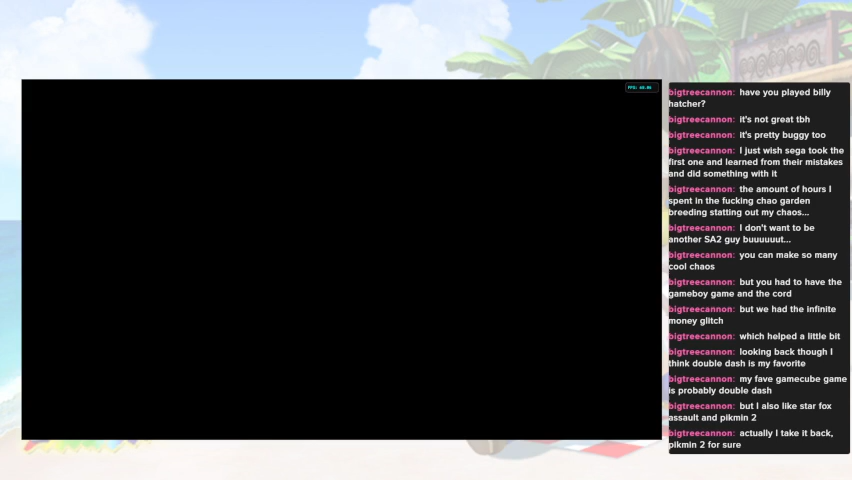 FPS: 60.06
bigtreecannon: have you played billy
hatcher?
bigtreecannon: it's not great tbh
bigtreecannon: it's pretty buggy too
bigtreecannon: I just wish sega took the
first one and learned from their mistakes
and did something with it
bigtreecannon: the amount of hours I
spent in the fucking chao garden
breeding statting out my chaos...
bigtreecannon: I don't want to be
another SA2 guy buuuuuut...
bigtreecannon: you can make so many
cool chaos
bigtreecannon: but you had to have the
gameboy game and the cord
bigtreecannon: but we had the infinite
money glitch
bigtreecannon: which helped a little bit
bigtreecannon: looking back though I
think double dash is my favorite
bigtreecannon: my fave gamecube game
is probably double dash
bigtreecannon: but I also like star fox
assault and pikmin 2
bigtreecannon: actually I take it back,
pikmin 2 for sure